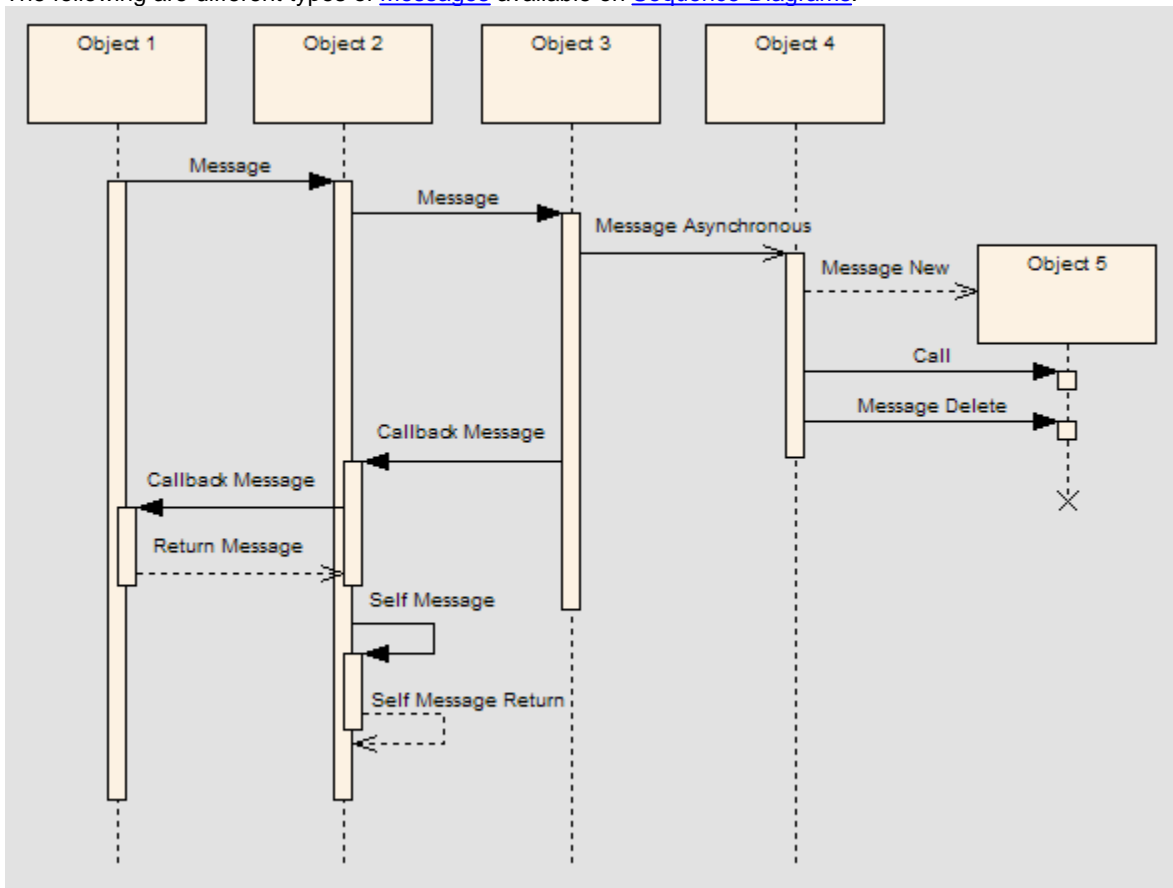 The following are different types of Messages available on Sequence Diagrams.
Object 1
Object 2
Object 3
Object 4
Message
Message
Message Asynchronous
Message New
Object 5
Call
Message Delete
Callback Message
Callback Message
Return Message
Self Message
Self Message Return